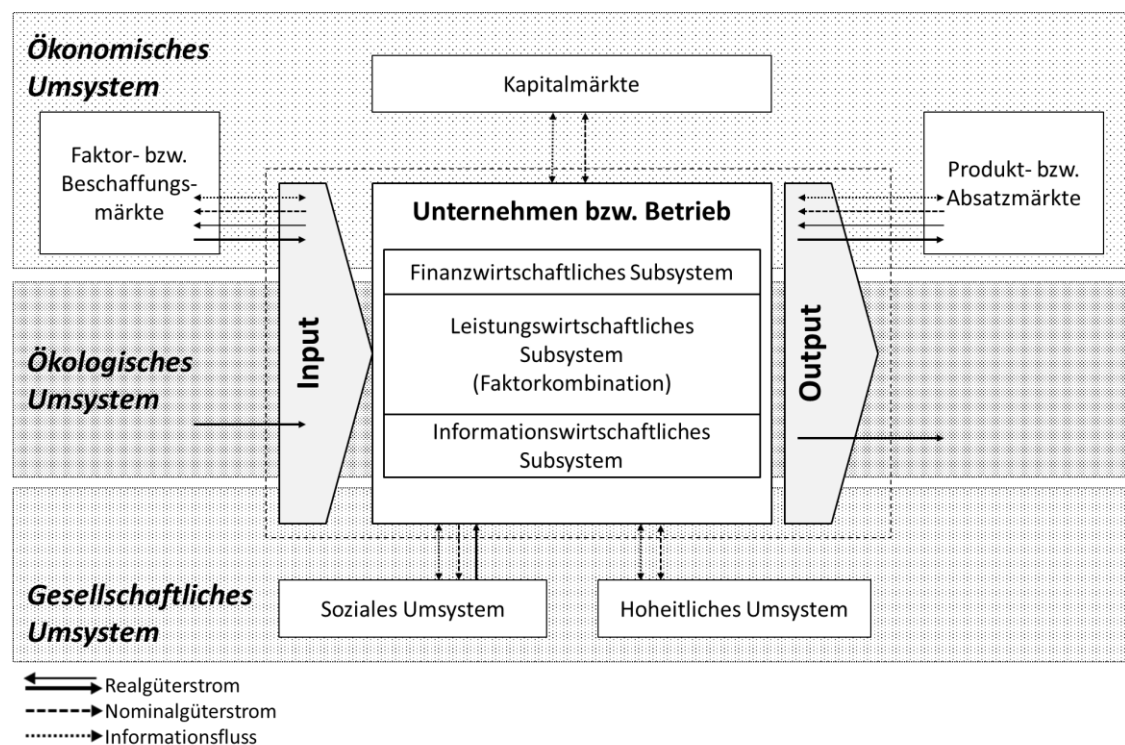 Ökonomisches
Umsystem
Kapitalmärkte
Faktor- bzw.
Beschaffungs-
märkte
Produkt- bzw.
Absatzmärkte
Unternehmen bzw. Betrieb
Finanzwirtschaftliches Subsystem
Leistungswirtschaftliches
Subsystem
(Faktorkombination)
Informationswirtschaftliches
Subsystem
Input
Output
Ökologisches
Umsystem
Gesellschaftliches
Umsystem
Soziales Umsystem
Hoheitliches Umsystem
Realgüterstrom
Nominalgüterstrom
Informationsfluss